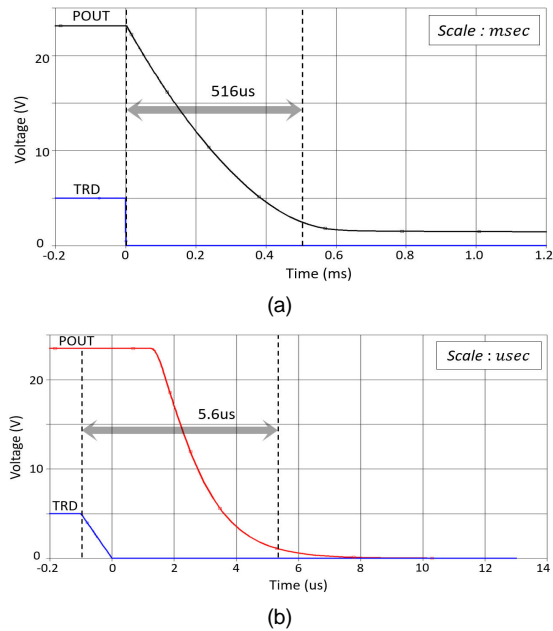 POUT
Scale : msec
20
516us
Voltage (V)
10
TRD
0
-0.2 0 0.2 0.4 0.6 0.8 1.0 1.2
Time (ms)
(a)
POUT
Scale : usec
20
5.6us
Voltage (V)
10
TRD
0
-0.2 0 2 4 6 8 10 12 14
Time (us)
(b)